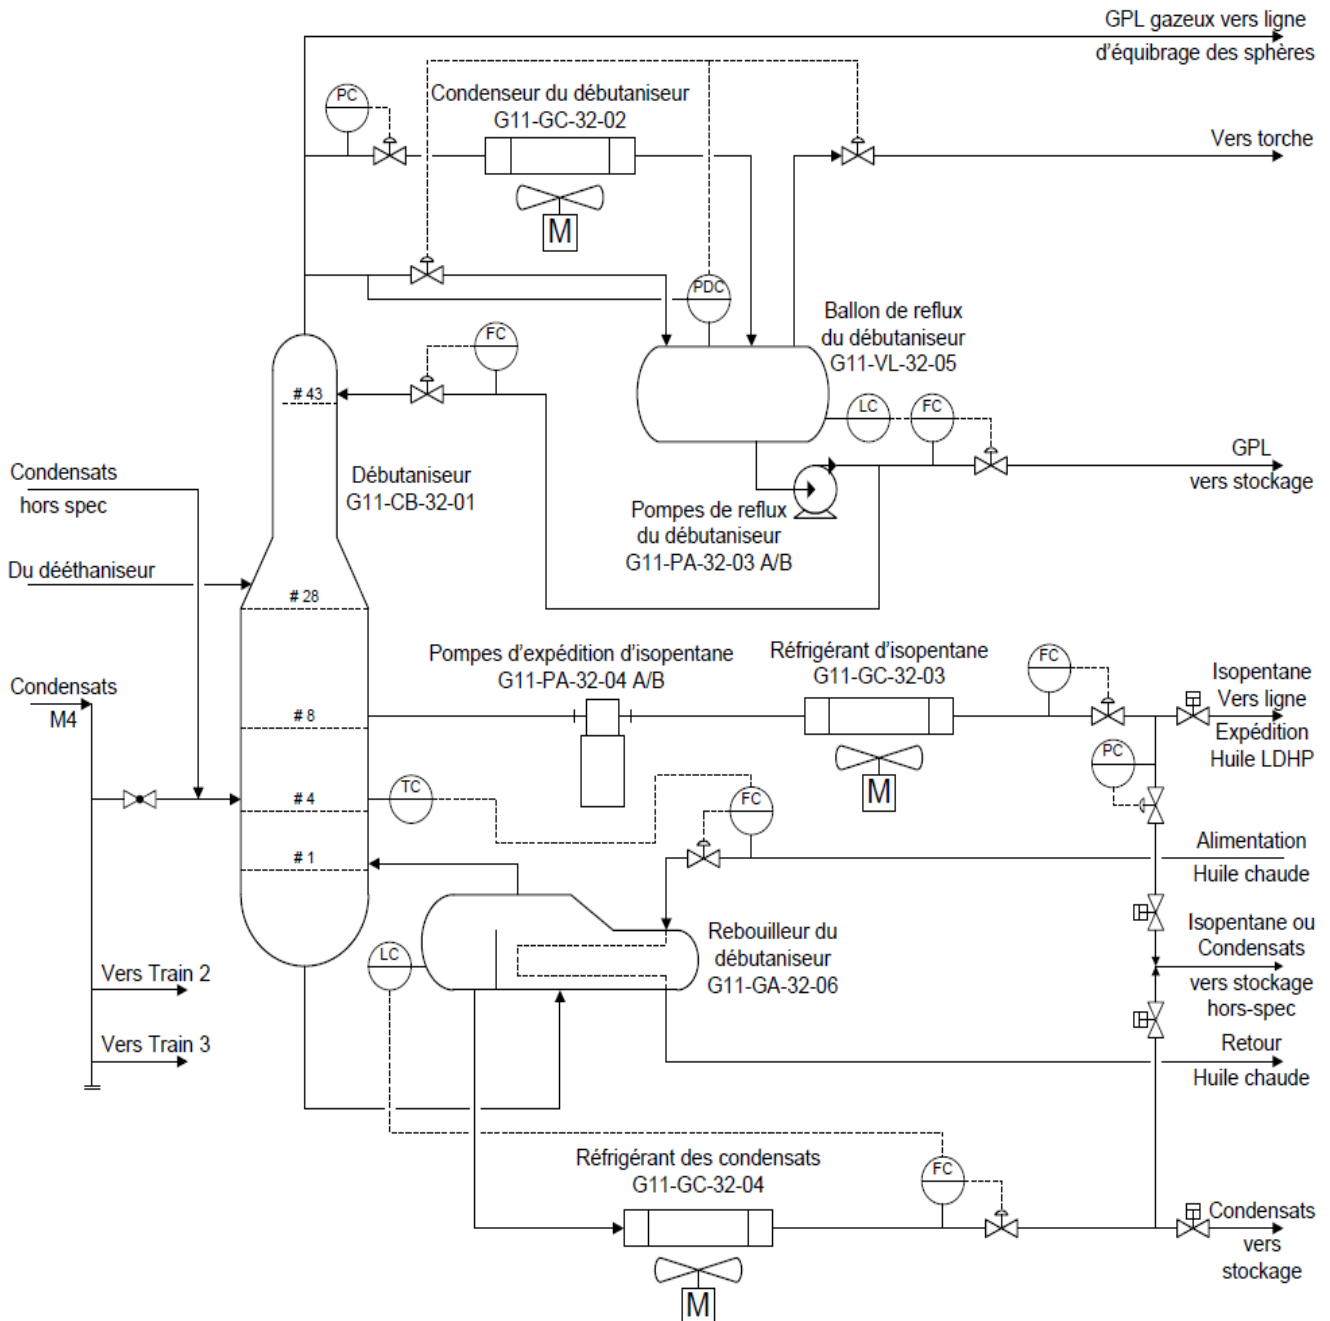 GPL gazeux vers ligne
d'équibrage des sphères
PC
Condenseur du débutaniseur
G11-GC-32-02
Vers torche
M
PDC
Ballon de reflux
du débutaniseur
G11-VL-32-05
FC
# 43
LC
FC
Condensats
hors spec
Débutaniseur
G11-CB-32-01
GPL
vers stockage
Pompes de reflux
du débutaniseur
G11-PA-32-03 A/B
Du dééthaniseur
# 28
Pompes d'expédition d'isopentane
G11-PA-32-04 A/B
Réfrigérant d'isopentane
G11-GC-32-03
FC
Isopentane
Vers ligne
Expédition
Huile LDHP
Condensats
M4
# 8
PC
M
TC
FC
# 4
Alimentation
Huile chaude
# 1
Rebouilleur du
débutaniseur
G11-GA-32-06
LC
Isopentane ou
Condensats
vers stockage
hors-spec
Vers Train 2
Vers Train 3
Retour
Huile chaude
Réfrigérant des condensats
G11-GC-32-04
FC
Condensats
vers
stockage
M